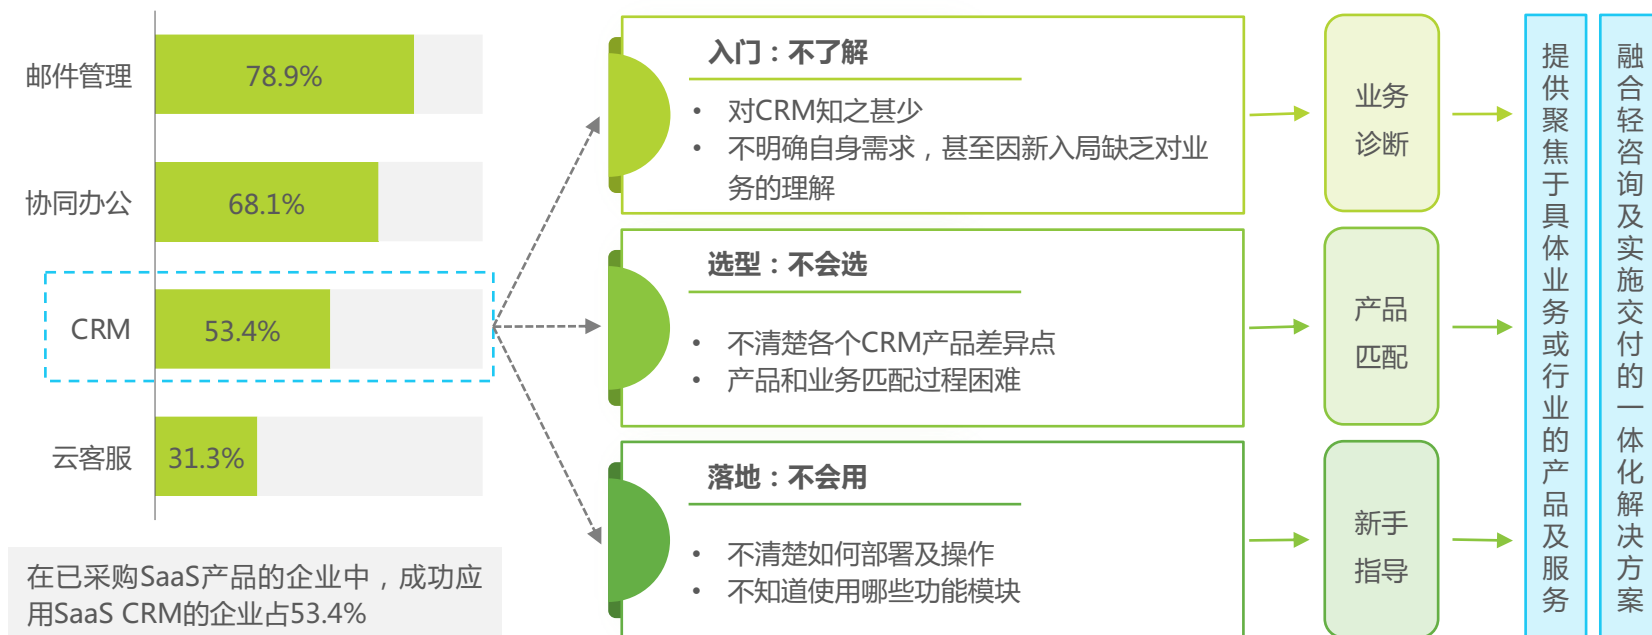 邮件管理
78.9%
协同办公
68.1%
CRM
53.4%
云客服
31.3%
在已采购SaaS产品的企业中，成功应
用SaaS CRM的企业占53.4%
入门：不了解
• 对CRM知之甚少
• 不明确自身需求，甚至因新入局缺乏对业
务的理解
业务
诊断
选型：不会选
• 不清楚各个CRM产品差异点
• 产品和业务匹配过程困难
产品
匹配
落地：不会用
• 不清楚如何部署及操作
• 不知道使用哪些功能模块
新手
指导
提供聚焦于具体业务或行业的产品及服务
融合轻咨询及实施交付的一体化解决方案